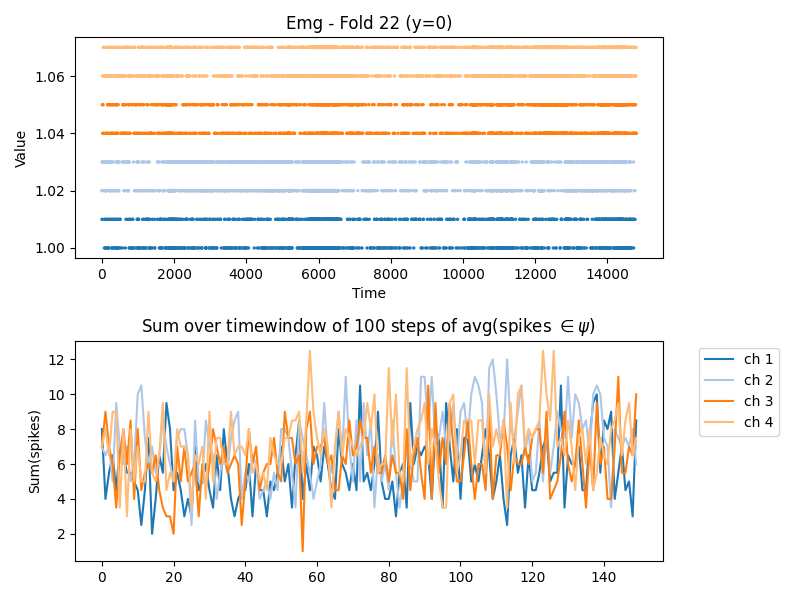 Emg - Fold 22 (y=0)
1.06
1.04
1.02
1.00
Value
0 2000 4000 6000 8000 10000 12000 14000
Time
Sum over timewindow of 100 steps of avg(spikes ∈ψ)
12
10
8
6
4
2
Sum(spikes)
0 20 40 60 80 100 120 140
ch 1
ch 2
ch 3
ch 4